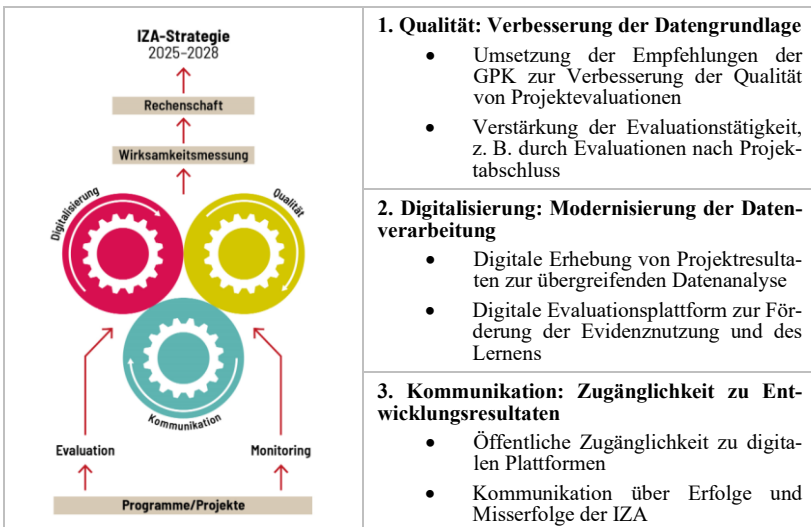 IZA-Strategie
2025–2028
Rechenschaft
Wirksamkeitsmessung
Digitalisierung
Qualität
Kommunikation
Evaluation
Monitoring
Programme/Projekte
1. Qualität: Verbesserung der Datengrundlage
• Umsetzung der Empfehlungen der
GPK zur Verbesserung der Qualität
von Projektevaluationen
• Verstärkung der Evaluationstätigkeit,
z. B. durch Evaluationen nach Projek-
tabschluss
2. Digitalisierung: Modernisierung der Daten-
verarbeitung
• Digitale Erhebung von Projektresulta-
ten zur übergreifenden Datenanalyse
• Digitale Evaluationsplattform zur För-
derung der Evidenznutzung und des
Lernens
3. Kommunikation: Zugänglichkeit zu Ent-
wicklungsresultaten
• Öffentliche Zugänglichkeit zu digita-
len Plattformen
• Kommunikation über Erfolge und
Misserfolge der IZA